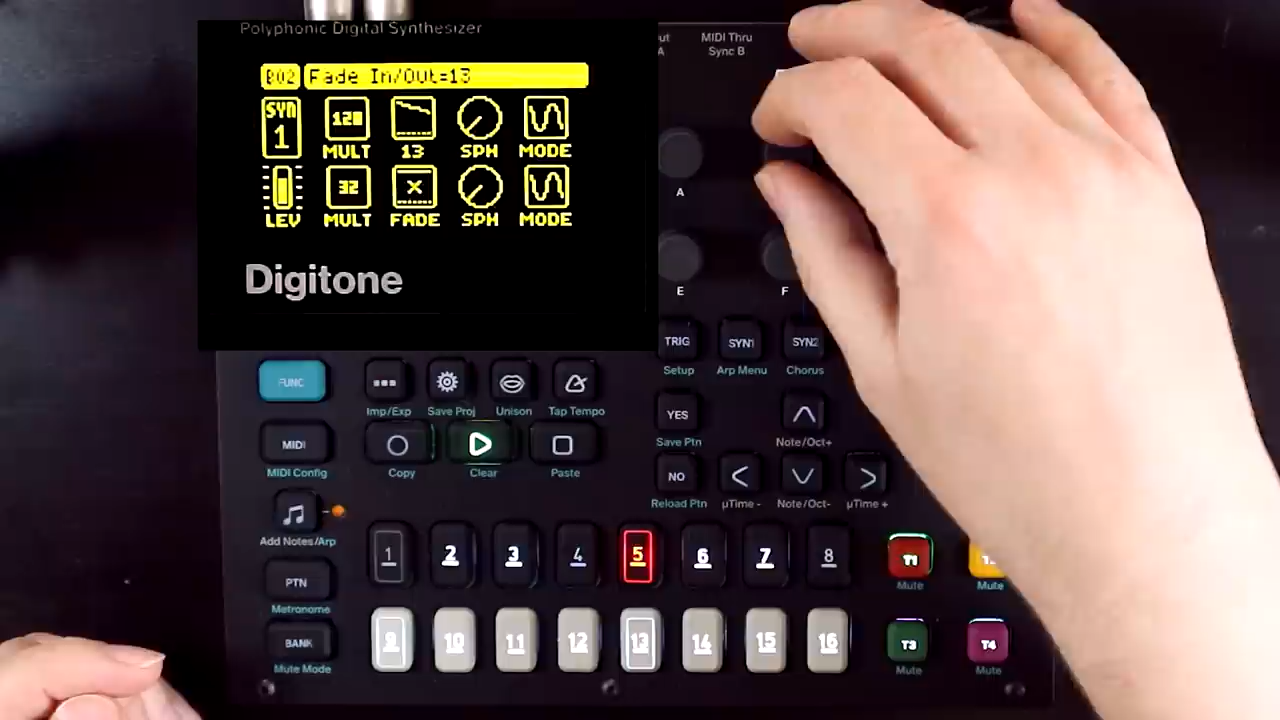 Polyphonic Digital Synthesizer
B02 Fade In/Out=13
SYN
1
128
MULT 13 SPH MODE
32 X
LEV MULT FADE SPH MODE
Digitone
MIDI Thru
A Sync B
A
E F
TRIG SYN1 SYN2
Setup Arp Menu Chorus
FUNC
Imp/Exp Save Proj Unison Tap Tempo
YES
Save Ptn Note/Oct+
MIDI
MIDI Config Copy Clear Paste
NO
Reload Ptn µTime - Note/Oct- µTime +
Add Notes/Arp
1 2 3 4 5 6 7 8
T1
Mute Mute
PTN
Metronome
BANK
Mute Mode
9 10 11 12 13 14 15 16
T3 T4
Mute Mute